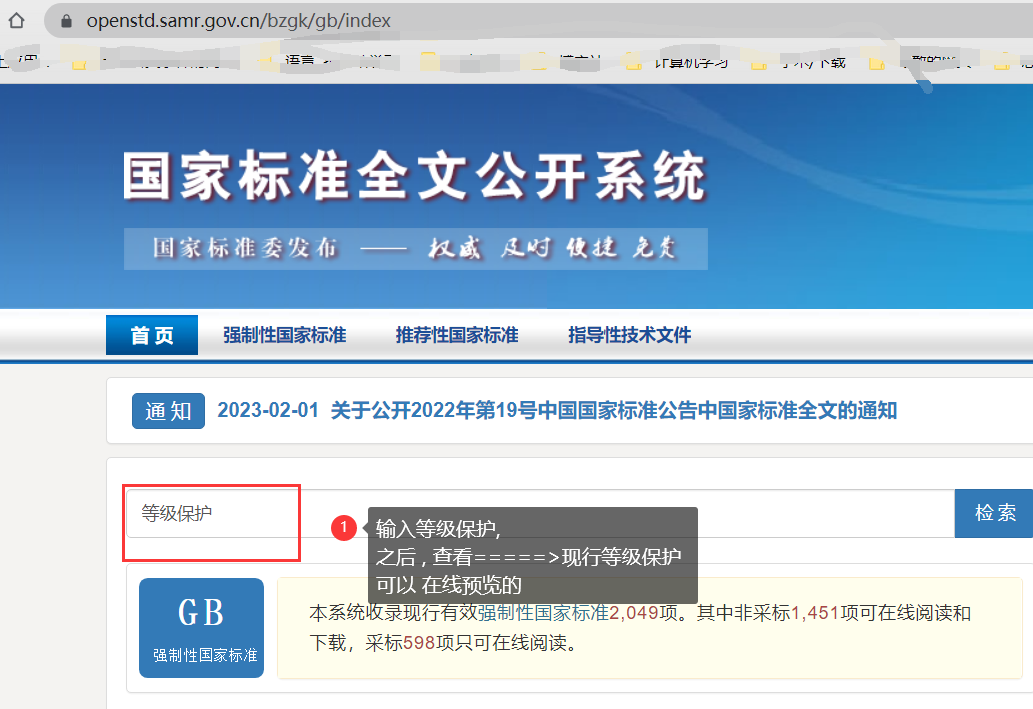 openstd.samr.gov.cn/bzgk/gb/index
语言
计算机学习
国家标准全文公开系统
国家标准委发布 —— 权威 及时 便捷 免费
首页 强制性国家标准 推荐性国家标准 指导性技术文件
通知 2023-02-01 关于公开2022年第19号中国国家标准公告中国家标准全文的通知
等级保护
检索
1
输入等级保护,
之后 , 查看=====>现行等级保护
可以 在线预览的
GB
强制性国家标准
本系统收录现行有效强制性国家标准2,049项。其中非采标1,451项可在线阅读和
下载，采标598项只可在线阅读。